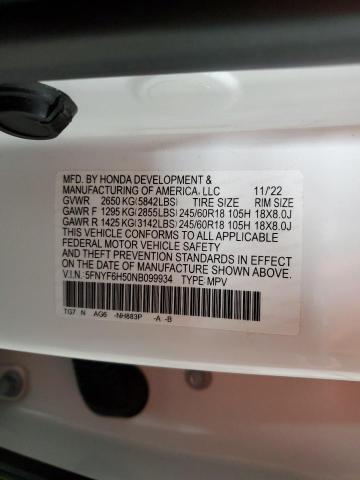 MFD. BY HONDA DEVELOPMENT &
MANUFACTURING OF AMERICA, LLC 11/'22
GVWR 2650 KG(5842LBS) TIRE SIZE RIM SIZE
GAWR F 1295 KG(2855LBS) 245/60R18 105H 18X8.0J
GAWR R 1425 KG(3142LBS) 245/60R18 105H 18X8.0J
THIS VEHICLE CONFORMS TO ALL APPLICABLE
FEDERAL MOTOR VEHICLE SAFETY
AND THEFT PREVENTION STANDARDS IN EFFECT
ON THE DATE OF MANUFACTURE SHOWN ABOVE.
V.I.N. 5FNYF6H50NB099934 TYPE MPV
TG7 N AG6 -NH883P -A -B